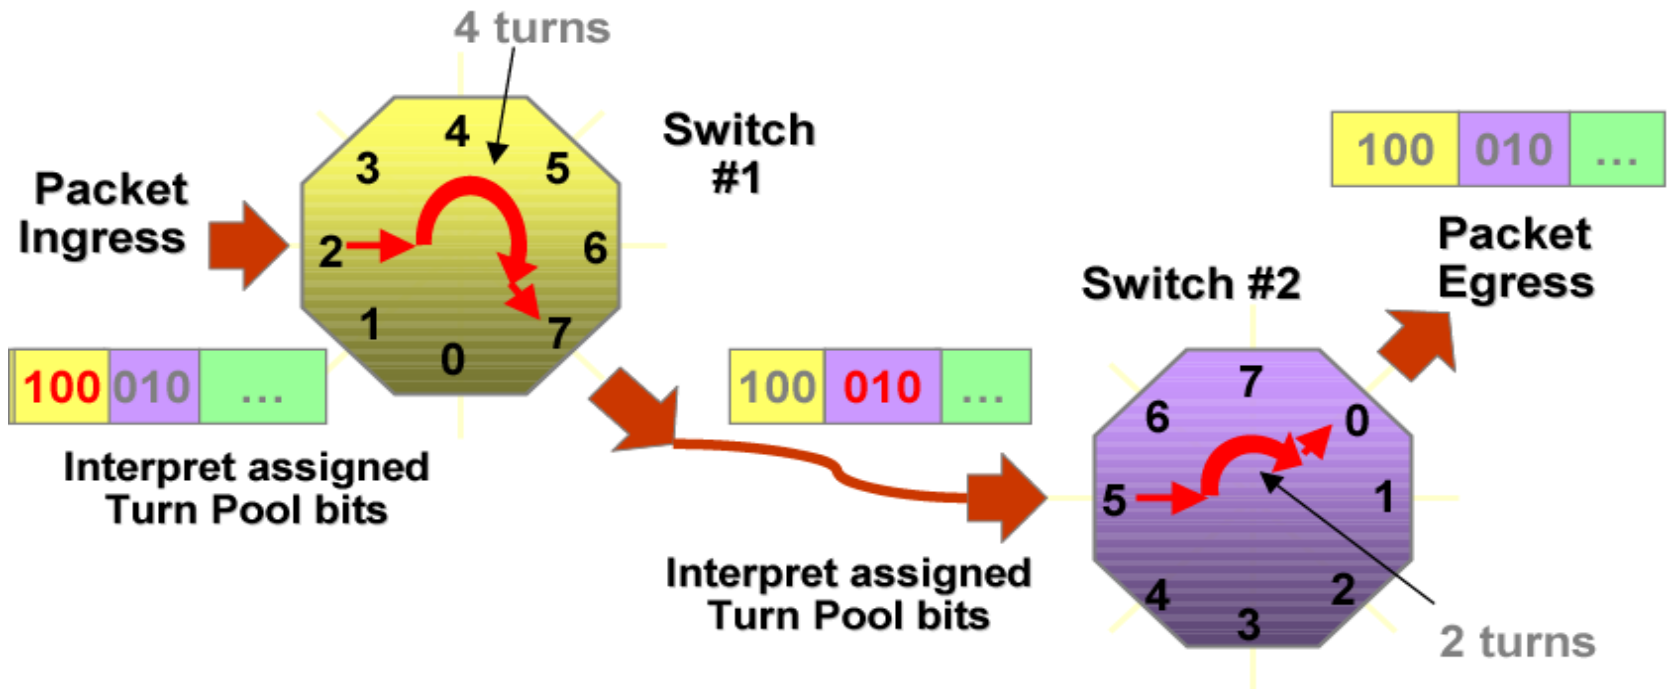 4 turns
Packet
Ingress
Switch
#1
4
3
5
2
6
1
7
0
100 010 ...
Interpret assigned
Turn Pool bits
100 010 ...
Interpret assigned
Turn Pool bits
Switch #2
7
6
0
5
1
4
2
3
2 turns
100 010 ...
Packet
Egress